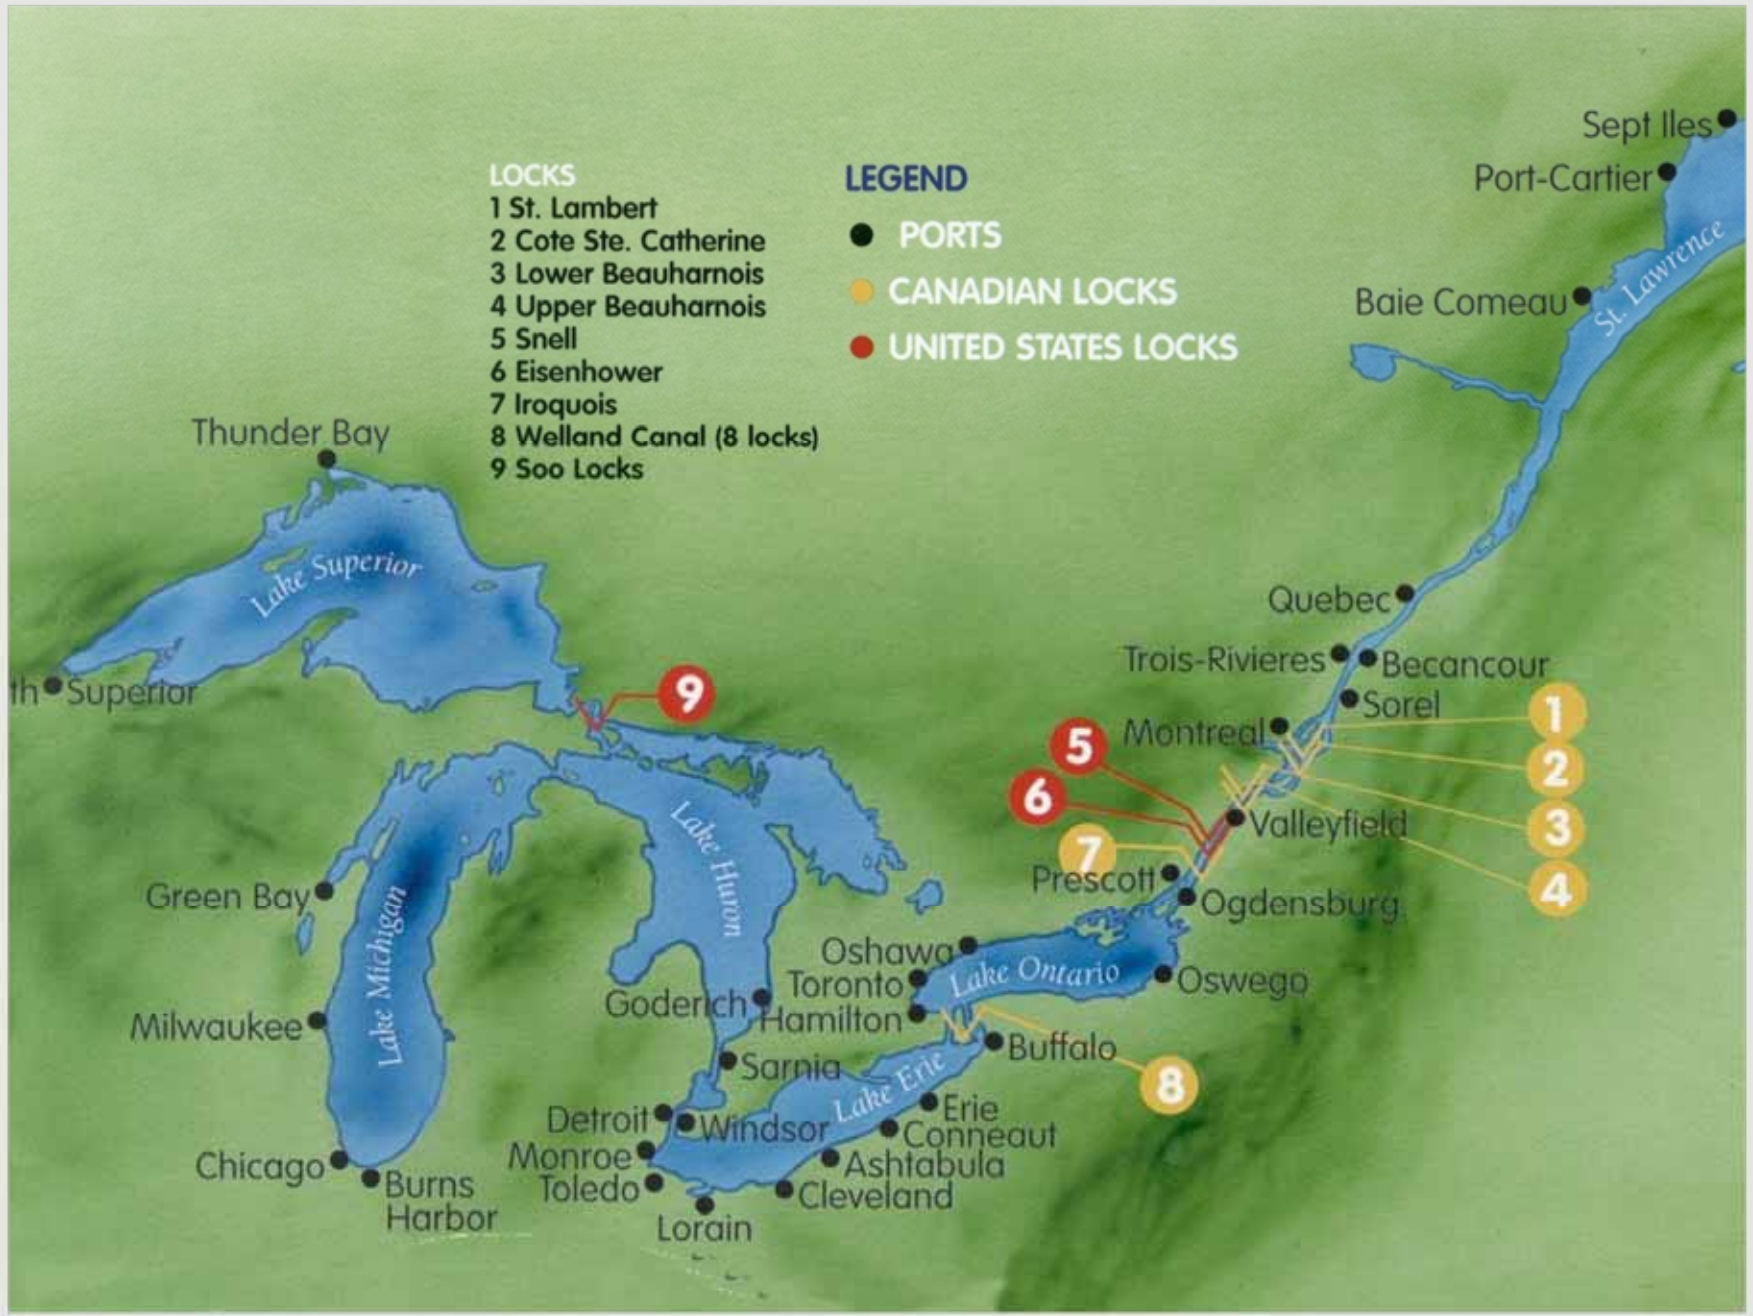 LOCKS
1 St. Lambert
2 Cote Ste. Catherine
3 Lower Beauharnois
4 Upper Beauharnois
5 Snell
6 Eisenhower
7 Iroquois
8 Welland Canal (8 locks)
9 Soo Locks
LEGEND
PORTS
CANADIAN LOCKS
UNITED STATES LOCKS
Sept Iles
Port-Cartier
St. Lawrence
Baie Comeau
Thunder Bay
Lake Superior
Quebec
Trois-Rivieres
Becancour
th
Superior
9
Sorel
1
Montreal
5
2
6
Valleyfield
3
7
Lake Huron
Prescott
4
Green Bay
Ogdensburg
Lake Michigan
Oshawa
Lake Ontario
Toronto
Oswego
Goderich
Hamilton
Milwaukee
Buffalo
Sarnia
8
Lake Erie
Erie
Detroit
Windsor
Conneaut
Monroe
Ashtabula
Chicago
Toledo
Cleveland
Burns
Harbor
Lorain